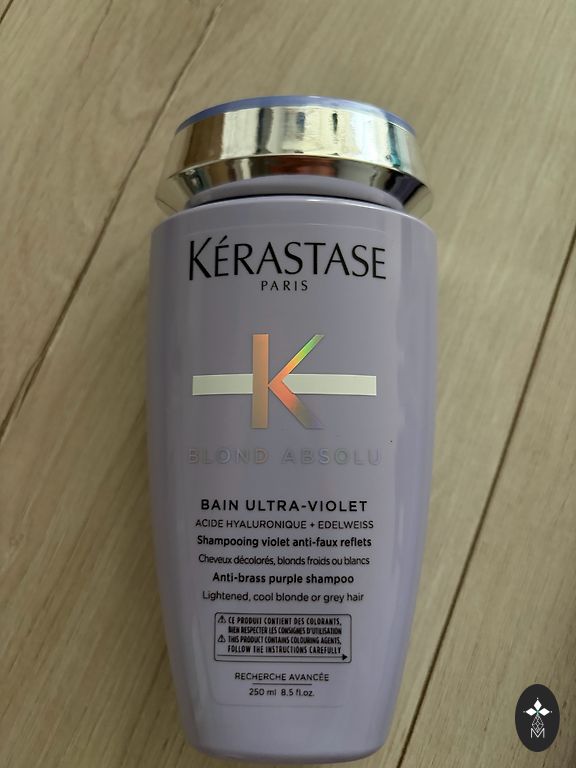 KÉRASTASE
PARIS
K
BLOND ABSOLU
BAIN ULTRA-VIOLET
ACIDE HYALURONIQUE + EDELWEISS
Shampooing violet anti-faux reflets
Cheveux décolorés, blonds froids ou blancs
Anti-brass purple shampoo
Lightened, cool blonde or grey hair
⚠ CE PRODUIT CONTIENT DES COLORANTS,
BIEN RESPECTER LES CONSIGNES D'UTILISATION
⚠ THIS PRODUCT CONTAINS COLOURING AGENTS,
FOLLOW THE INSTRUCTIONS CAREFULLY
RECHERCHE AVANCÉE
250 ml 8.5 fl.oz.
M